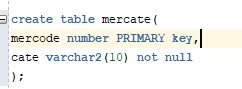 create table mercate(
mercode number PRIMARY key,
cate varchar2(10) not null
);